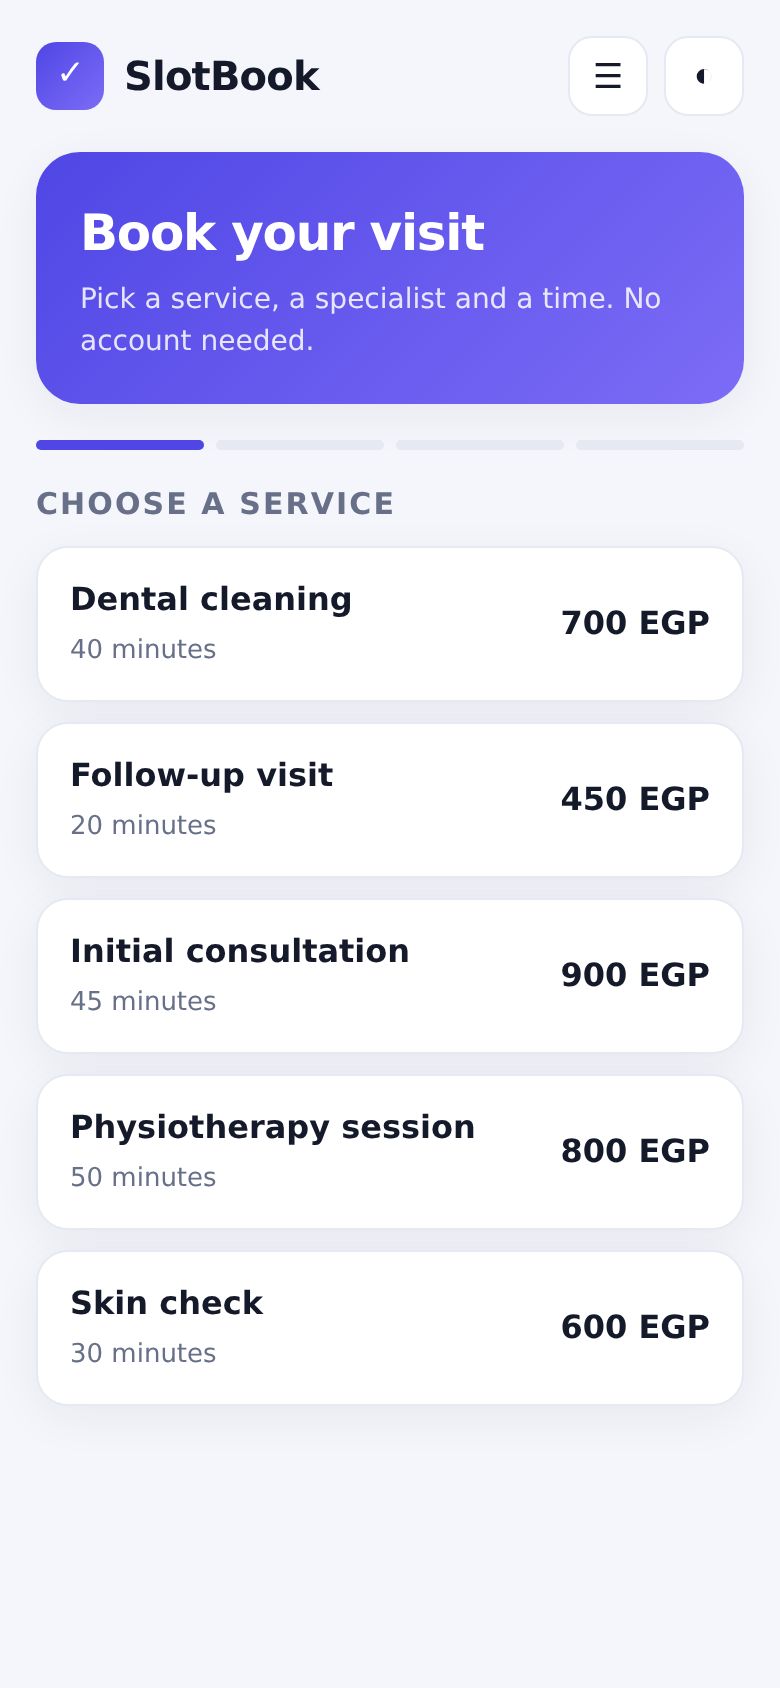 SlotBook
Book your visit
Pick a service, a specialist and a time. No
account needed.
CHOOSE A SERVICE
Dental cleaning
40 minutes
700 EGP
Follow-up visit
20 minutes
450 EGP
Initial consultation
45 minutes
900 EGP
Physiotherapy session
50 minutes
800 EGP
Skin check
30 minutes
600 EGP